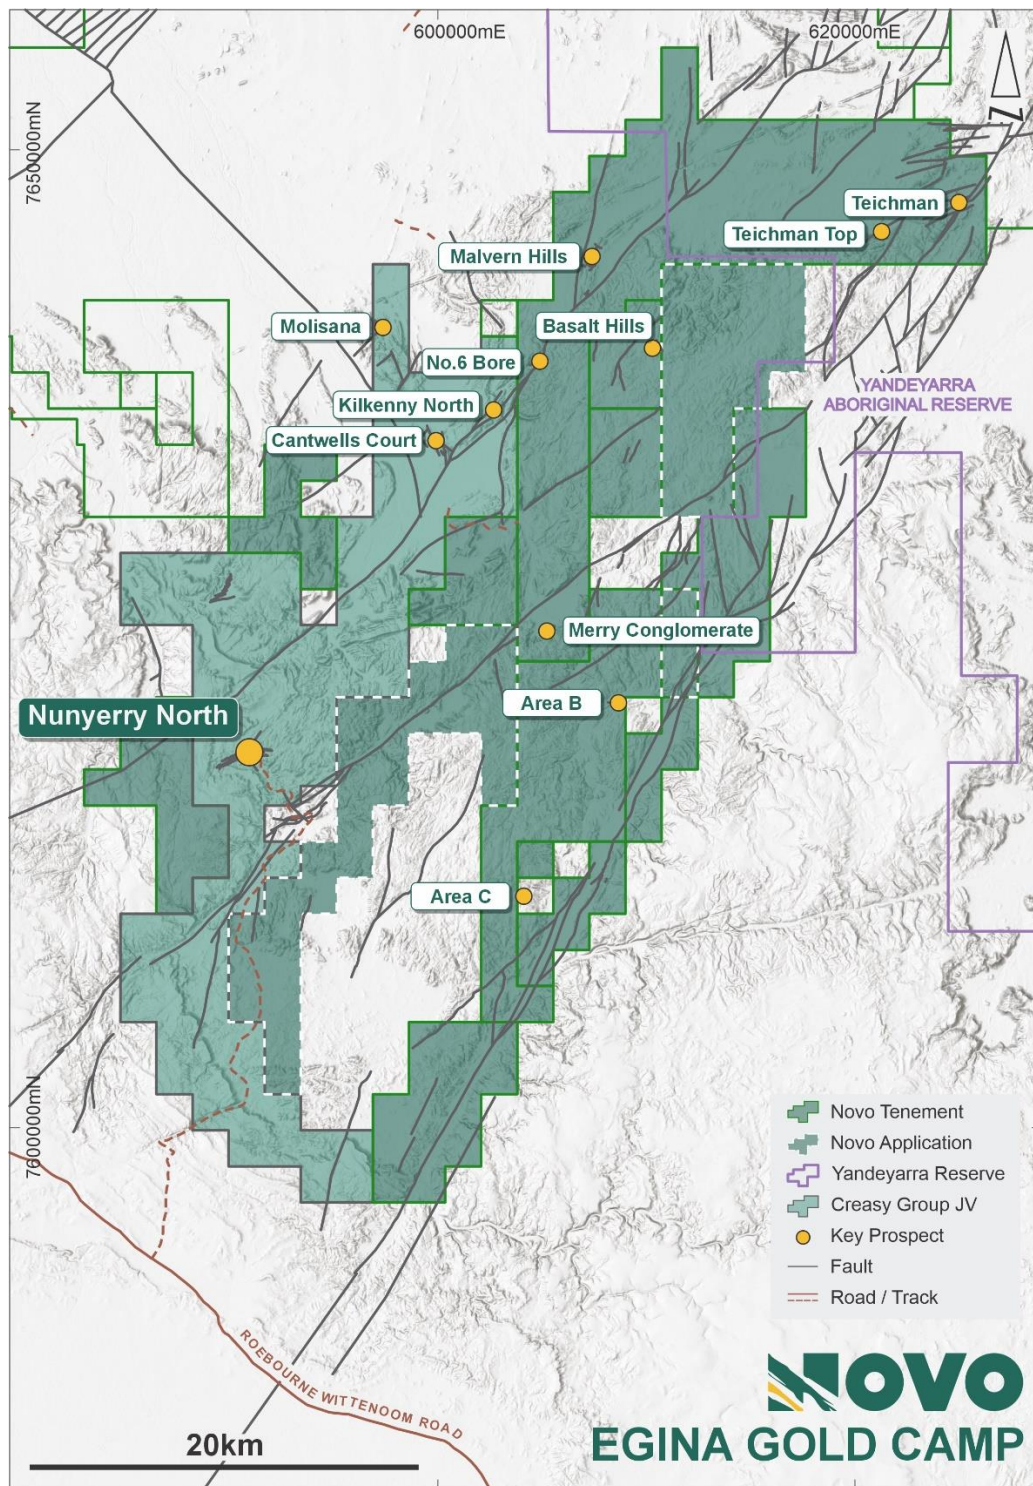 600000mE
620000mE
Z
7650000mN
Teichman
Teichman Top
Malvern Hills
Molisana
Basalt Hills
No.6 Bore
Kilkenny North
Cantwells Court
YANDEYARRA
ABORIGINAL RESERVE
Merry Conglomerate
Area B
Nunyerry North
Area C
7600000mN
Novo Tenement
Novo Application
Yandeyarra Reserve
Creasy Group JV
Key Prospect
Fault
Road / Track
ROEBOURNE WITTENOOM ROAD
20km
NOVO
EGINA GOLD CAMP